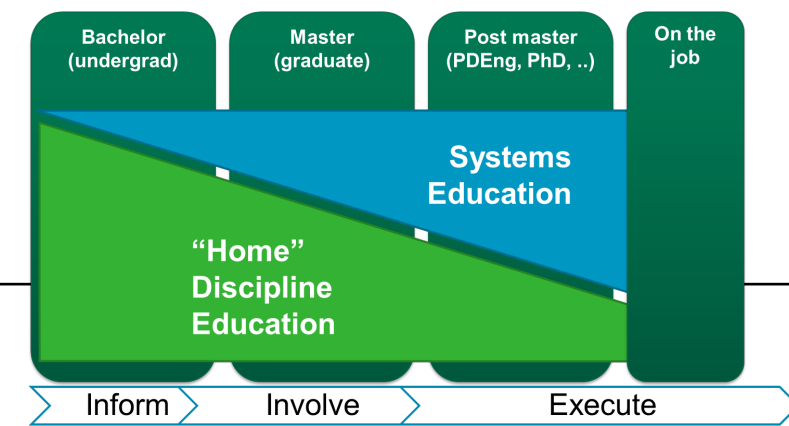 Bachelor
(undergrad)
Master
(graduate)
Post master
(PDEng, PhD, ..)
On the
job
Systems
Education
“Home”
Discipline
Education
Inform
Involve
Execute